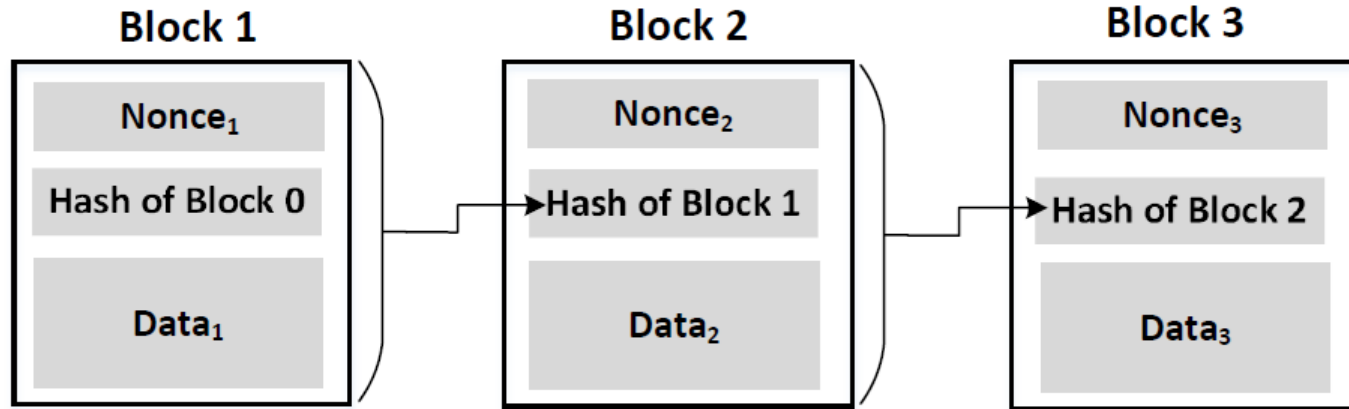 Block 1
Nonce₁
Hash of Block 0
Data₁
Block 2
Nonce₂
Hash of Block 1
Data₂
Block 3
Nonce₃
Hash of Block 2
Data₃